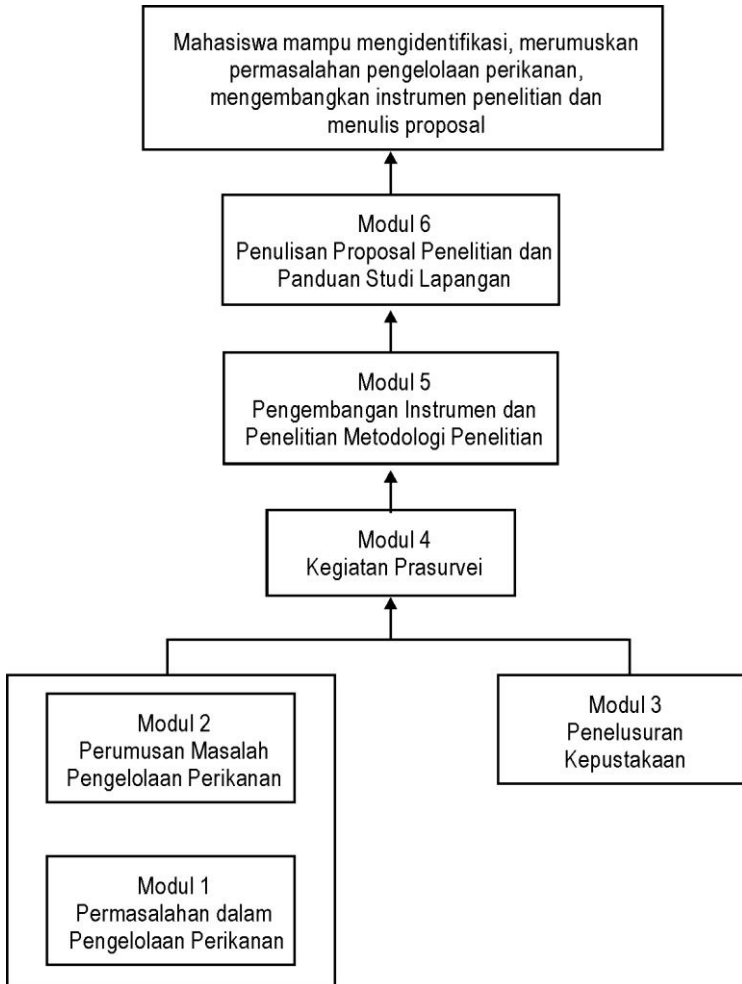 Mahasiswa mampu mengidentifikasi, merumuskan
permasalahan pengelolaan perikanan,
mengembangkan instrumen penelitian dan
menulis proposal
Modul 6
Penulisan Proposal Penelitian dan
Panduan Studi Lapangan
Modul 5
Pengembangan Instrumen dan
Penelitian Metodologi Penelitian
Modul 4
Kegiatan Prasurvei
Modul 2
Perumusan Masalah
Pengelolaan Perikanan
Modul 3
Penelusuran
Kepustakaan
Modul 1
Permasalahan dalam
Pengelolaan Perikanan